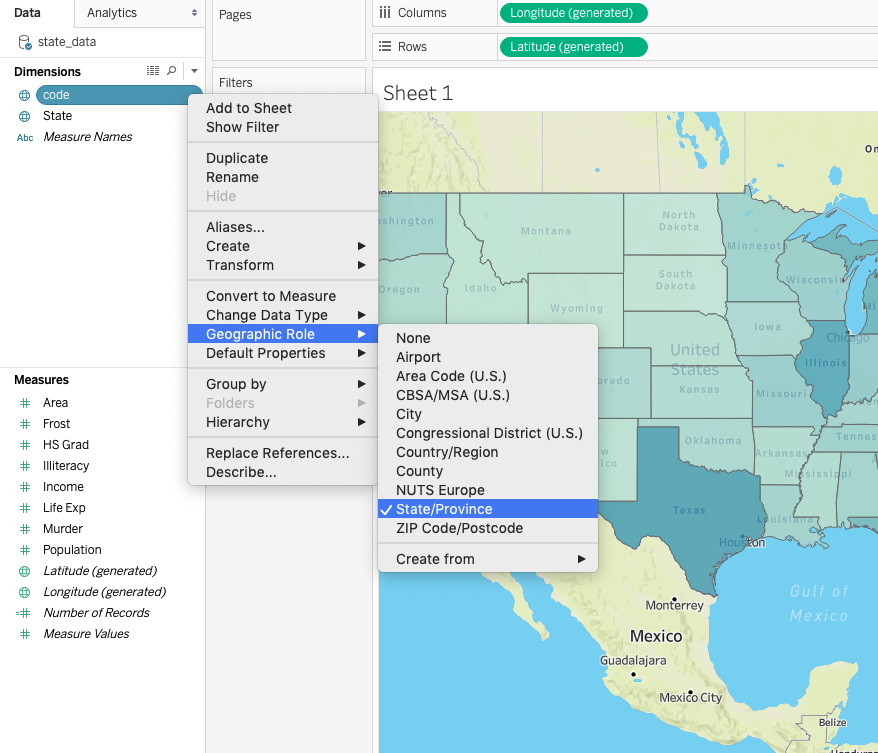 Data
Analytics
state_data
Dimensions
code
State
Abc Measure Names
Measures
Area
Frost
HS Grad
Illiteracy
Income
Life Exp
Murder
Population
Latitude (generated)
Longitude (generated)
Number of Records
Measure Values
Pages
Filters
Columns
Longitude (generated)
Rows
Latitude (generated)
Sheet 1
Add to Sheet
Show Filter
Duplicate
Rename
Hide
Aliases...
Create
Transform
Convert to Measure
Change Data Type
Geographic Role
Default Properties
Group by
Folders
Hierarchy
Replace References...
Describe...
None
Airport
Area Code (U.S.)
CBSA/MSA (U.S.)
City
Congressional District (U.S.)
Country/Region
County
NUTS Europe
State/Province
ZIP Code/Postcode
Create from
On
ver
shington
Montana
North
Dakota
Minnesot
Oregon
Idaho
South
Dakota
Wisconsin
Mi
Wyoming
Iowa
Chicago
United
States
Illinois
orado
Kansas
Missouri
w
ico
Oklahoma
Arkansas
Tennes
Mississippi
Texas
Louisiana
Houston
Gulf of
Mexico
Monterrey
Mexico
Guadalajara
Mexico City
Belize
Honduras